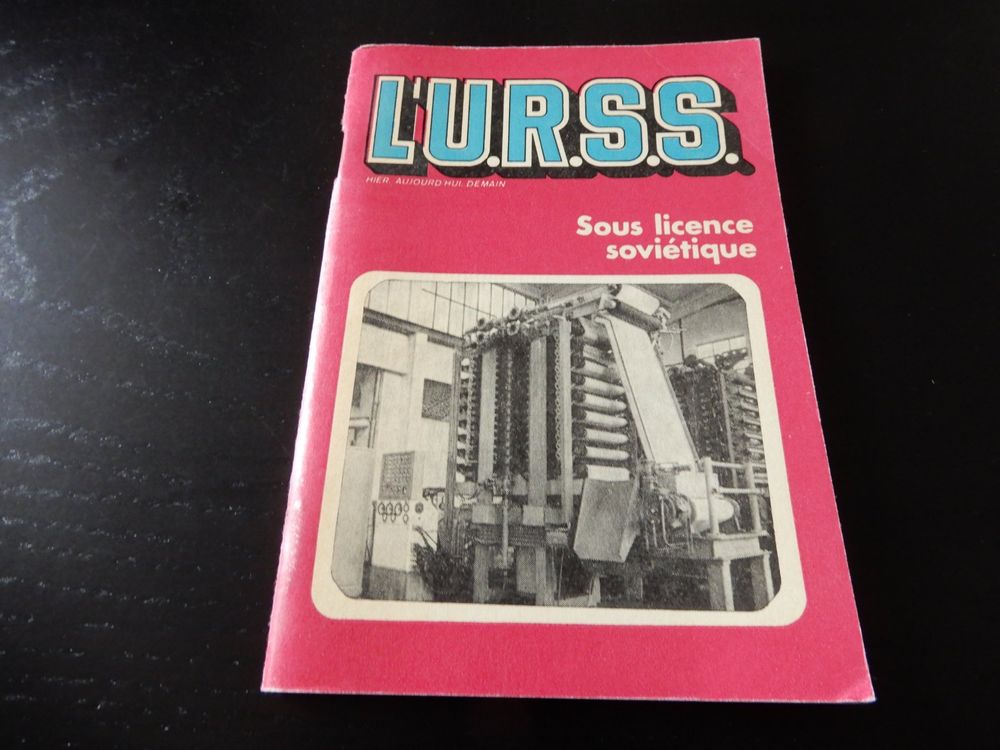 L'U.R.S.S.
HIER. AUJOURD'HUI. DEMAIN
Sous licence
soviétique